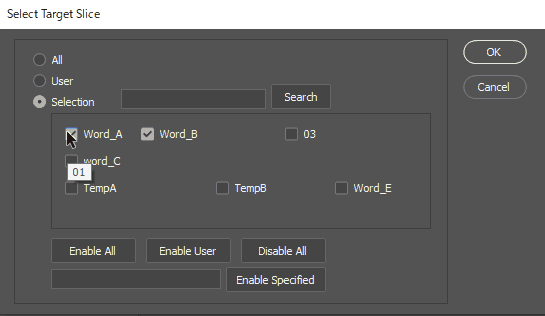 Select Target Slice
All
OK
User
Cancel
Selection
Search
Word_A Word_B 03
word_C
01
TempA TempB Word_E
Enable All Enable User Disable All
Enable Specified